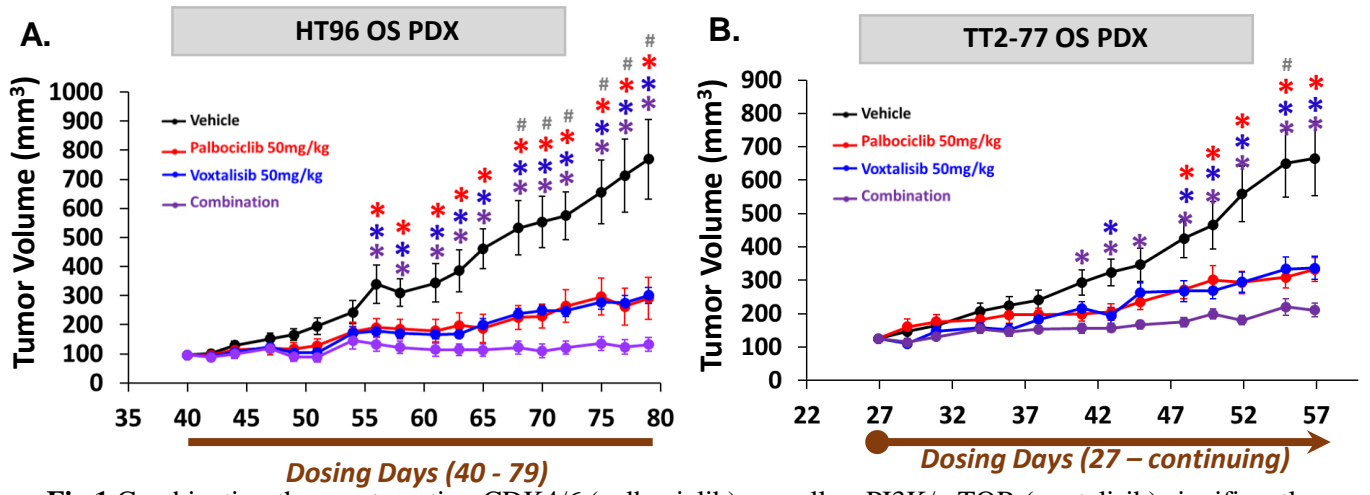 A.
HT96 OS PDX
Tumor Volume (mm³)
1000
900
800
700
600
500
400
300
200
100
0
Vehicle
Palbociclib 50mg/kg
Voxtalisib 50mg/kg
Combination
# # # # # #
* * * * * * * * * * *
* * * * * * * * * * *
* * * * * * * * * * *
35 40 45 50 55 60 65 70 75 80
Dosing Days (40 - 79)
B.
TT2-77 OS PDX
Tumor Volume (mm³)
900
800
700
600
500
400
300
200
100
0
Vehicle
Palbociclib 50mg/kg
Voxtalisib 50mg/kg
Combination
#
* * * * *
* * * * * *
* * * * * * * *
22 27 32 37 42 47 52 57
Dosing Days (27 – continuing)